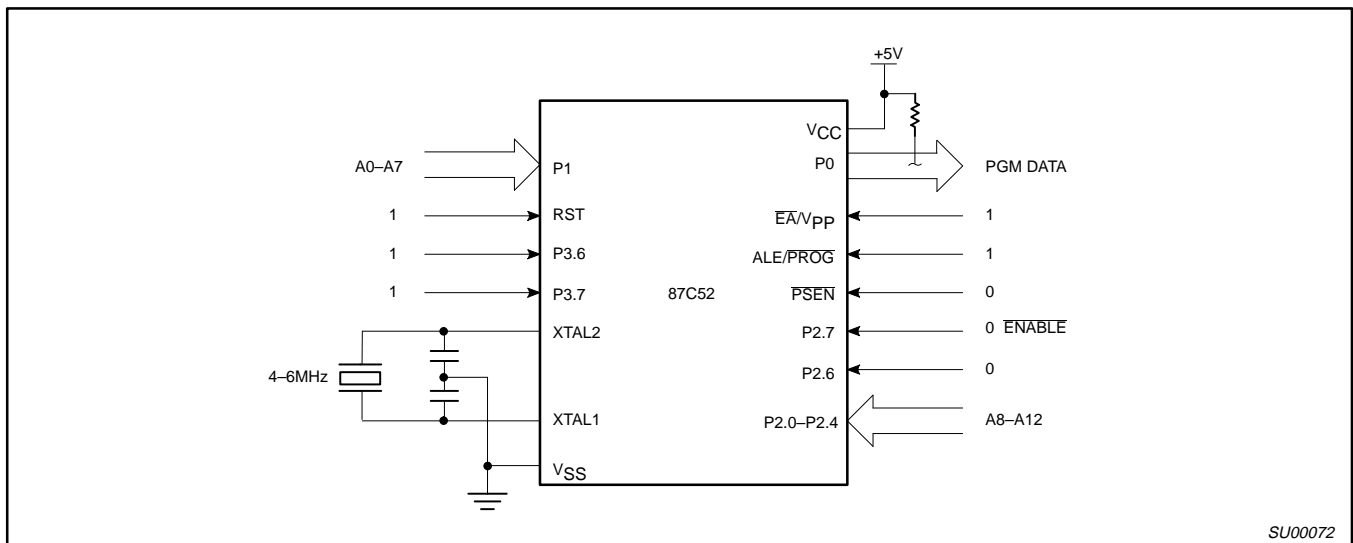 +5V
VCC
A0–A7
P1
P0
PGM DATA
1
RST
EA/VPP
1
1
P3.6
ALE/PROG
1
1
P3.7
87C52
PSEN
0
XTAL2
P2.7
0 ENABLE
4–6MHz
P2.6
0
XTAL1
P2.0–P2.4
A8–A12
VSS
SU00072